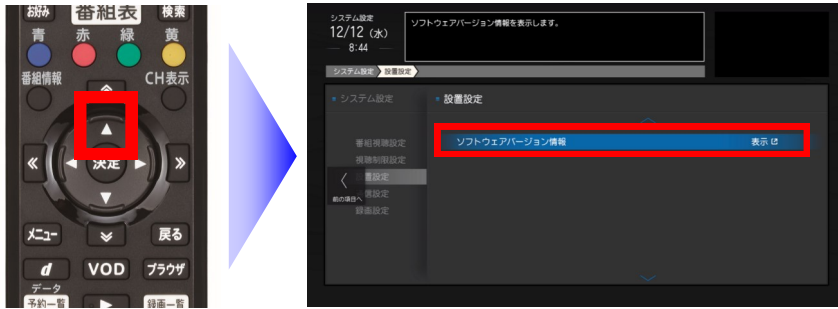 お好み
番組表
検索
青
赤
緑
黄
番組情報
CH表示
決定
メニュー
戻る
d
VOD
ブラウザ
データ
予約一覧
録画一覧
システム設定
12/12 (水)
8:44
ソフトウェアバージョン情報を表示します。
システム設定
設置設定
システム設定
設置設定
番組視聴設定
視聴制限設定
置設定
信設定
録画設定
前の項目へ
ソフトウェアバージョン情報
表示